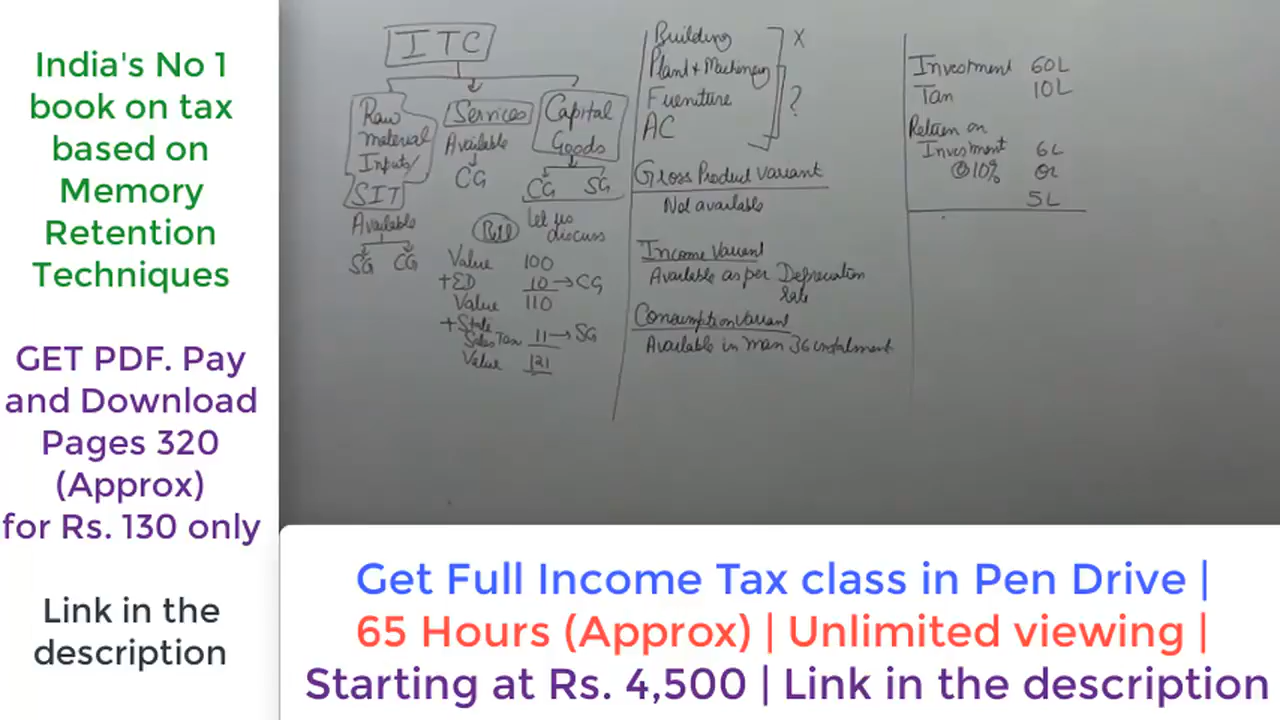 India's No 1
book on tax
based on
Memory
Retention
Techniques
GET PDF. Pay
and Download
Pages 320
(Approx)
for Rs. 130 only
Link in the
description
ITC
Raw
material
Inputs/
SIT
Available
SG CG
Services
Available
CG
Capital
Goods
CG SG
Let us
discuss
Bill
Value 100
+ED 10 → CG
Value 110
+State
Sales Tax 11 → SG
Value 121
Building X
Plant + Machinery
Furniture ?
AC
Gross Product Variant
Not available
Income Variant
Available as per Depreciation
Rate
Consumption Variant
Available in max 36 instalment
Investment 60L
Tax 10L
Return on
Investment 6L
@10% Or
5L
Get Full Income Tax class in Pen Drive |
65 Hours (Approx) | Unlimited viewing |
Starting at Rs. 4,500 | Link in the description